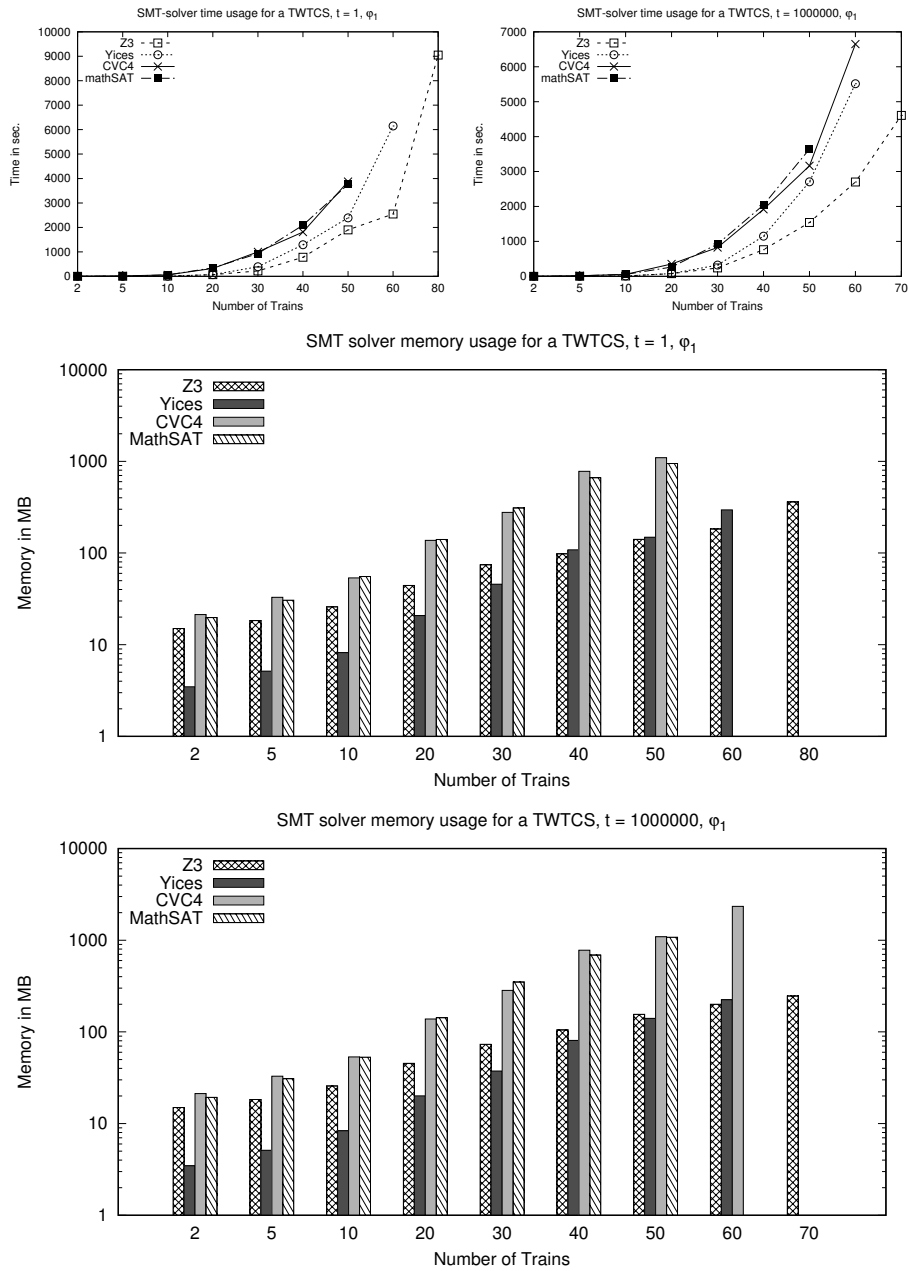 SMT-solver time usage for a TWTCS, t = 1, φ1
10000
9000
8000
7000
6000
5000
4000
3000
2000
1000
0
Time in sec.
Z3
Yices
CVC4
mathSAT
2 5 10 20 30 40 50 60 80
Number of Trains
SMT-solver time usage for a TWTCS, t = 1000000, φ1
7000
6000
5000
4000
3000
2000
1000
0
Time in sec.
Z3
Yices
CVC4
mathSAT
2 5 10 20 30 40 50 60 70
Number of Trains
SMT solver memory usage for a TWTCS, t = 1, φ1
10000
1000
100
10
1
Memory in MB
Z3
Yices
CVC4
MathSAT
2 5 10 20 30 40 50 60 80
Number of Trains
SMT solver memory usage for a TWTCS, t = 1000000, φ1
10000
1000
100
10
1
Memory in MB
Z3
Yices
CVC4
MathSAT
2 5 10 20 30 40 50 60 70
Number of Trains